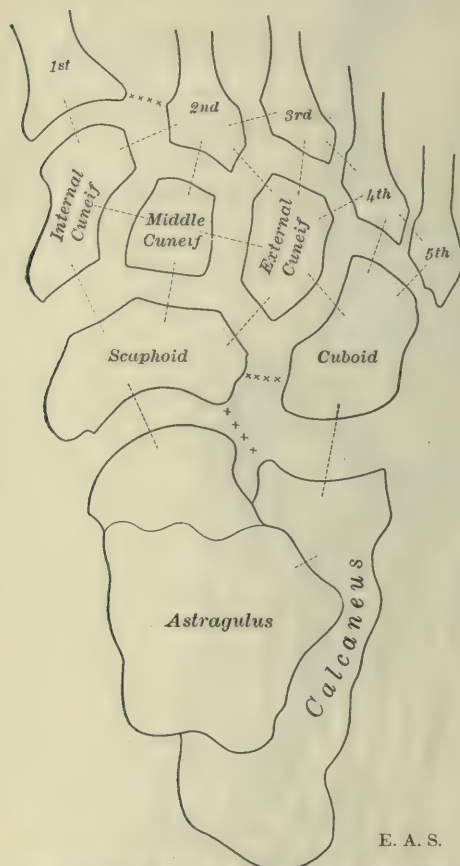 1st
2nd
3rd
4th
5th
Internal
Cuneif
Middle
Cuneif
External
Cuneif
Scaphoid
Cuboid
Astragulus
Calcaneus
E. A. S.